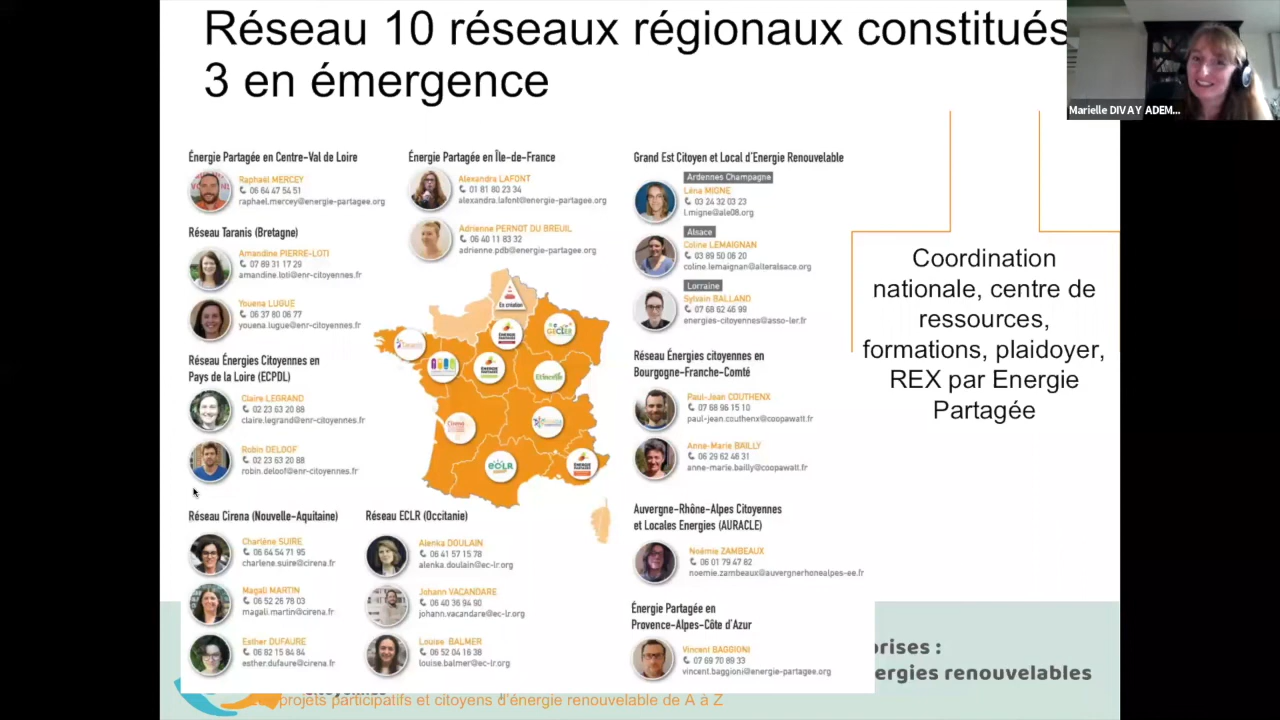 Réseau 10 réseaux régionaux constitués
3 en émergence
Marielle DIVAY ADEM...
Énergie Partagée en Centre-Val de Loire
Raphaël MERCEY
06 64 47 54 51
raphael.mercey@energie-partagee.org
Réseau Taranis (Bretagne)
Amandine PIERRE-LOTI
07 89 31 17 29
amandine.loti@enr-citoyennes.fr
Youena LUGUE
06 37 80 06 77
youena.lugue@enr-citoyennes.fr
Réseau Énergies Citoyennes en
Pays de la Loire (ECPDL)
Claire LEGRAND
02 23 63 20 88
claire.legrand@enr-citoyennes.fr
Robin DELOOF
02 23 63 20 88
robin.deloof@enr-citoyennes.fr
Énergie Partagée en Île-de-France
Alexandra LAFONT
01 81 80 23 34
alexandra.lafont@energie-partagee.org
Adrienne PERNOT DU BREUIL
06 40 11 83 32
adrienne.pdb@energie-partagee.org
En création
ECLR
Grand Est Citoyen et Local d'Energie Renouvelable
Ardennes Champagne
Léna MIGNE
03 24 32 03 23
l.migne@ale08.org
Alsace
Coline LEMAIGNAN
03 89 50 06 20
coline.lemaignan@alteralsace.org
Lorraine
Sylvain BALLAND
07 68 62 46 99
energies-citoyennes@asso-ler.fr
Réseau Énergies citoyennes en
Bourgogne-Franche-Comté
Paul-Jean COUTHENX
07 68 96 15 10
paul-jean.couthenx@coopawatt.fr
Anne-Marie BAILLY
06 29 62 46 31
anne-marie.bailly@coopawatt.fr
Auvergne-Rhône-Alpes Citoyennes
et Locales Energies (AURACLE)
Noémie ZAMBEAUX
06 01 79 47 82
noemie.zambeaux@auvergnerhonealpes-ee.fr
Énergie Partagée en
Provence-Alpes-Côte d'Azur
Vincent BAGGIONI
07 69 70 89 33
vincent.baggioni@energie-partagee.org
Réseau Cirena (Nouvelle-Aquitaine)
Charlène SUIRE
06 64 54 71 95
charlene.suire@cirena.fr
Magali MARTIN
06 52 26 78 03
magali.martin@cirena.fr
Esther DUFAURE
06 82 15 84 84
esther.dufaure@cirena.fr
Réseau ECLR (Occitanie)
Alenka DOULAIN
06 41 57 15 78
alenka.doulain@ec-lr.org
Johann VACANDARE
06 40 36 94 90
johann.vacandare@ec-lr.org
Louise BALMER
06 52 04 16 38
louise.balmer@ec-lr.org
Coordination
nationale, centre de
ressources,
formations, plaidoyer,
REX par Energie
Partagée
prises :
ergies renouvelables
projets participatifs et citoyens d'énergie renouvelable de A à Z